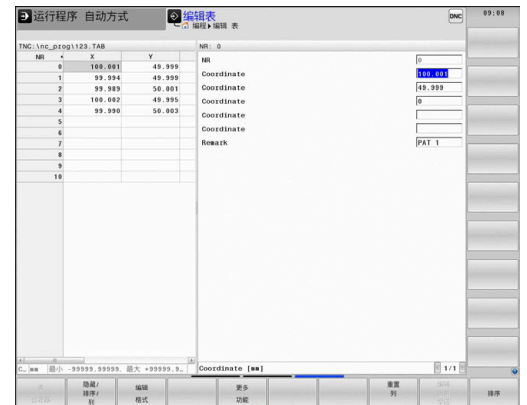 运行程序 自动方式
编辑表
编程 编辑 表
DNC
09:08
TNC:\nc_prog\123.TAB
NR: 0
NR X Y
0 100.001 49.999
1 99.994 49.999
2 99.989 50.001
3 100.002 49.995
4 99.990 50.003
5
6
7
8
9
10
NR 0
Coordinate 100.001
Coordinate 49.999
Coordinate 0
Coordinate
Coordinate
Remark PAT 1
C… mm 最小 -99999.99999, 最大 +99999.9…
Coordinate [mm]
1/1
隐藏/
排序/
列
编辑
格式
更多
功能
重置
列
排序